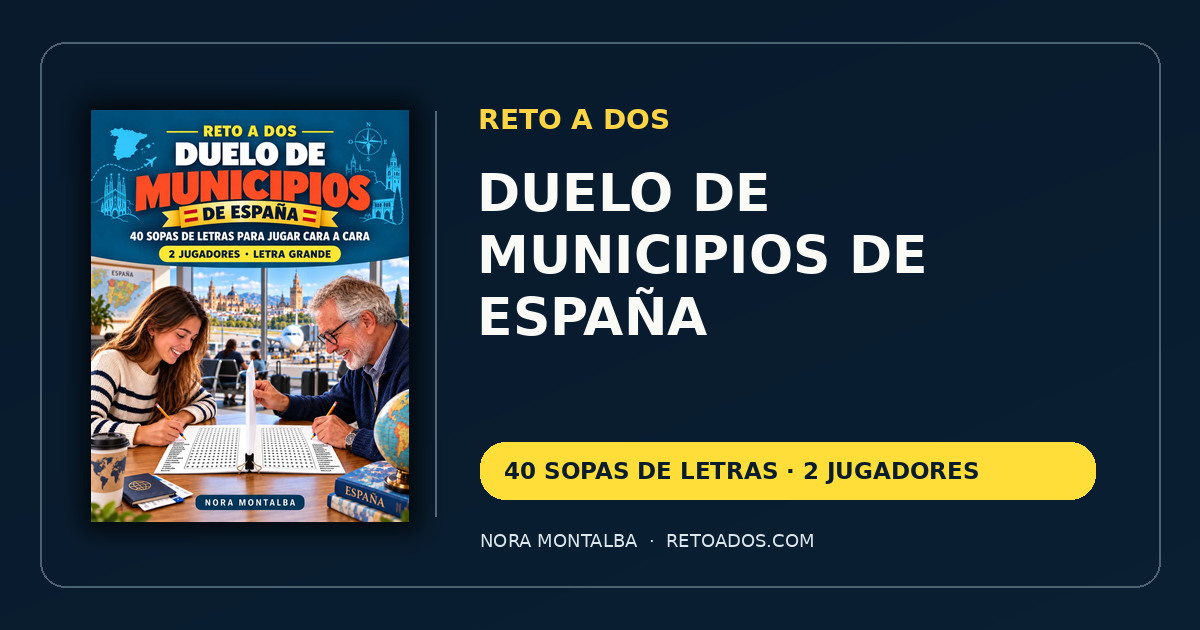 RETO A DOS
DUELO DE
MUNICIPIOS
DE ESPAÑA
40 SOPAS DE LETRAS PARA JUGAR CARA A CARA
2 JUGADORES · LETRA GRANDE
N
O
E
S
ESPAÑA
ESPAÑA
NORA MONTALBA
RETO A DOS
DUELO DE
MUNICIPIOS DE
ESPAÑA
40 SOPAS DE LETRAS · 2 JUGADORES
NORA MONTALBA · RETOADOS.COM